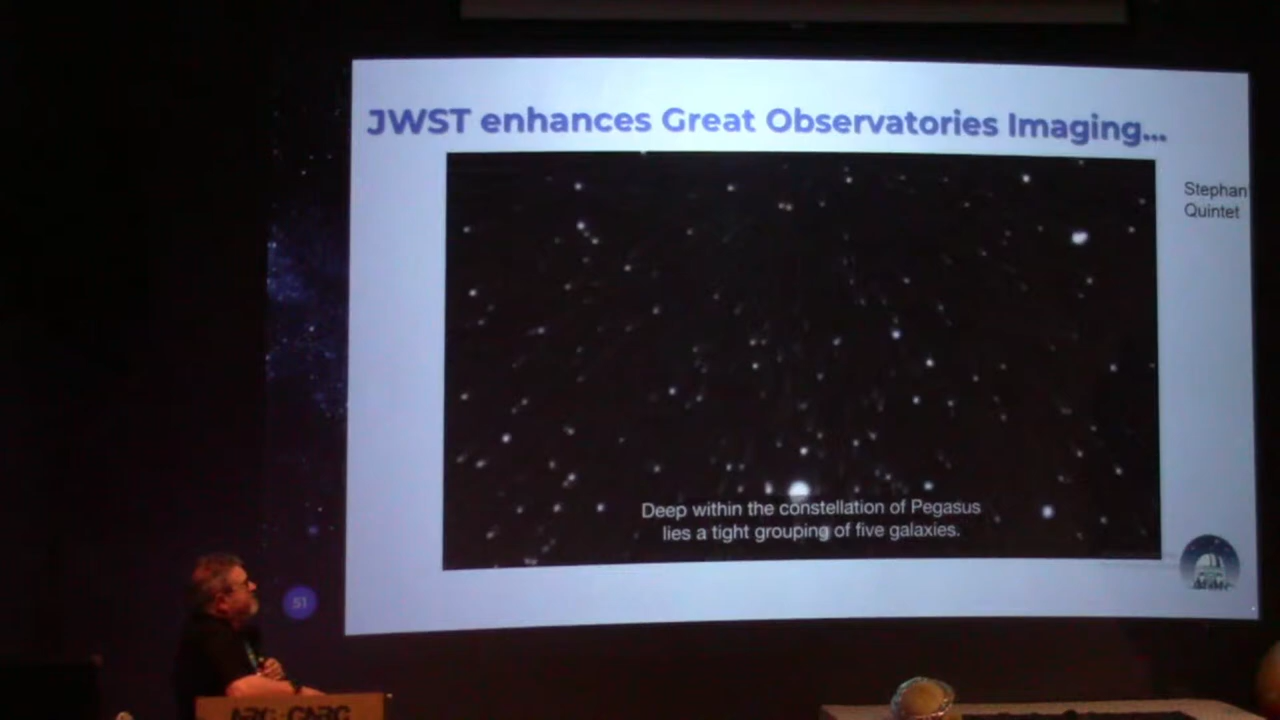 JWST enhances Great Observatories Imaging...
Stephan'
Quintet
Deep within the constellation of Pegasus
lies a tight grouping of five galaxies.
51